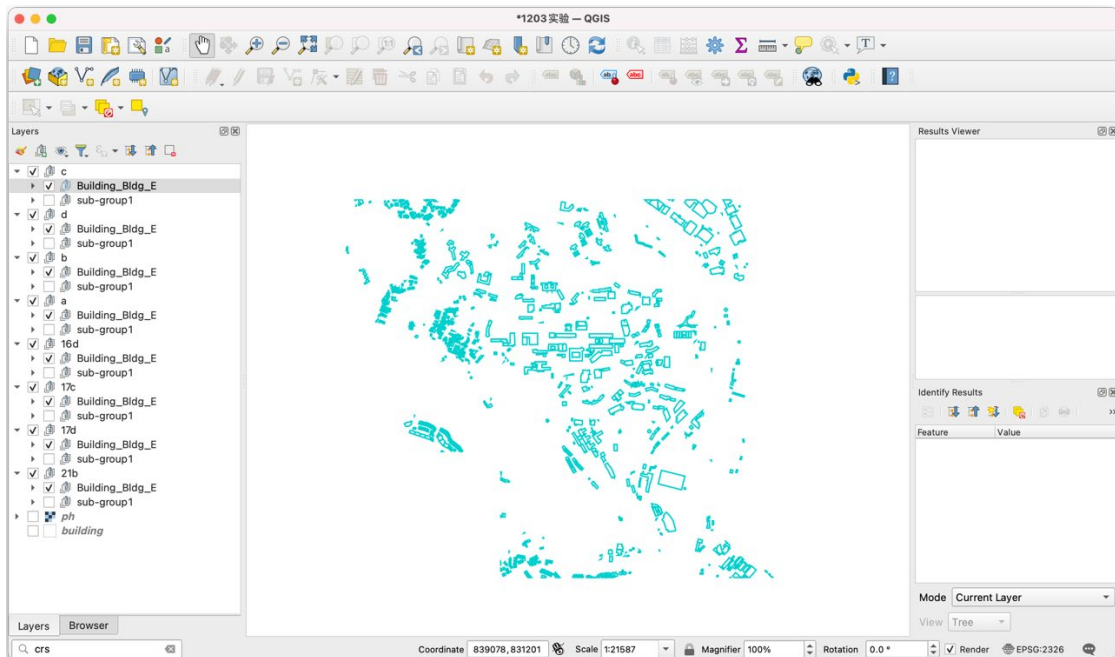 *1203实验 — QGIS
Layers
c
Building_Bldg_E
sub-group1
d
Building_Bldg_E
sub-group1
b
Building_Bldg_E
sub-group1
a
Building_Bldg_E
sub-group1
16d
Building_Bldg_E
sub-group1
17c
Building_Bldg_E
sub-group1
17d
Building_Bldg_E
sub-group1
21b
Building_Bldg_E
sub-group1
ph
building
Layers Browser
crs
Results Viewer
Identify Results
Feature Value
Mode Current Layer
View Tree
Coordinate 839078,831201 Scale 1:21587 Magnifier 100% Rotation 0.0 ° Render EPSG:2326